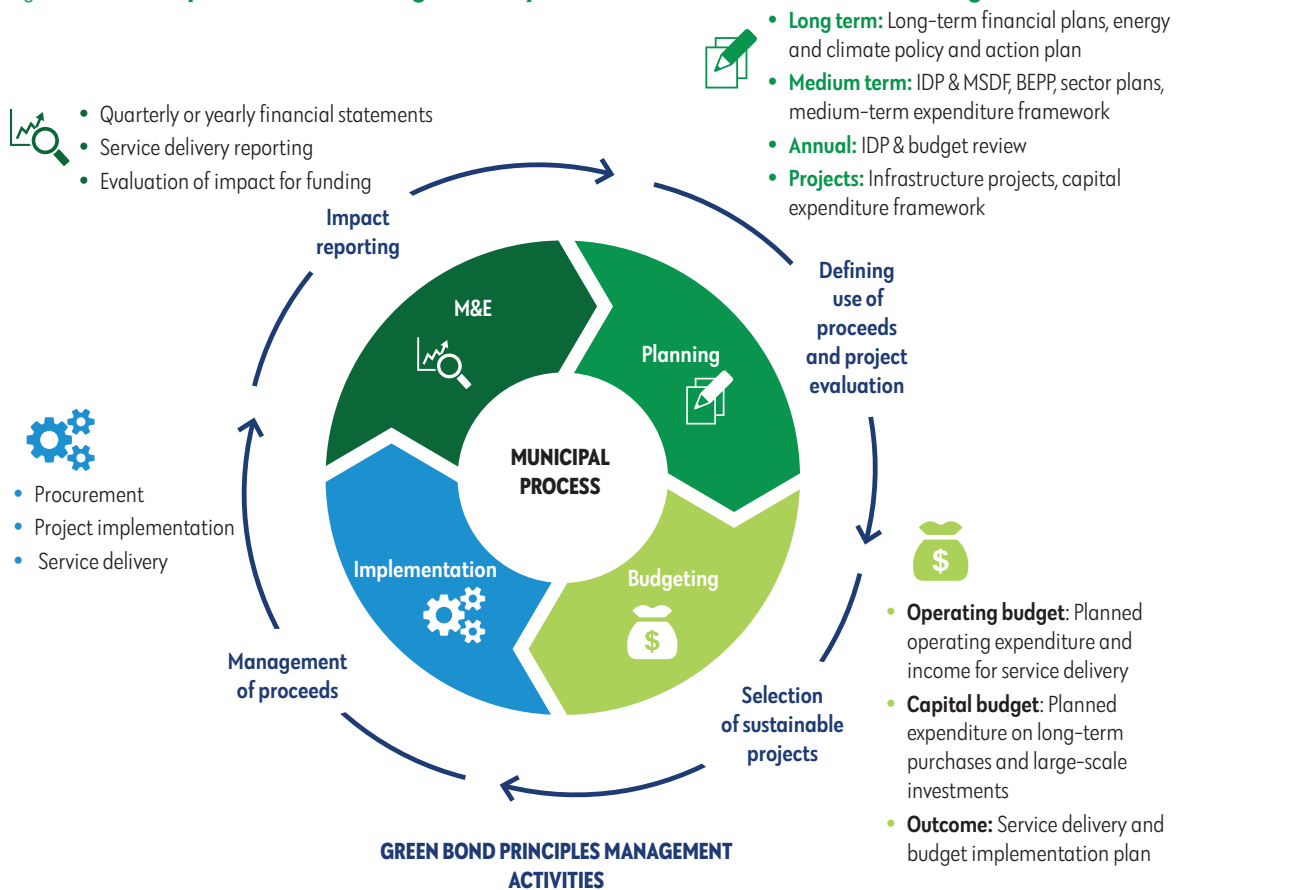 • Long term: Long-term financial plans, energy
and climate policy and action plan
• Medium term: IDP & MSDF, BEPP, sector plans,
medium-term expenditure framework
• Annual: IDP & budget review
• Projects: Infrastructure projects, capital
expenditure framework
• Quarterly or yearly financial statements
• Service delivery reporting
• Evaluation of impact for funding
Impact
reporting
Defining
use of
proceeds
and project
evaluation
M&E
Planning
MUNICIPAL
PROCESS
• Procurement
• Project implementation
• Service delivery
Implementation
Budgeting
$
$
• Operating budget: Planned
operating expenditure and
income for service delivery
• Capital budget: Planned
expenditure on long-term
purchases and large-scale
investments
• Outcome: Service delivery and
budget implementation plan
Management
of proceeds
Selection
of sustainable
projects
GREEN BOND PRINCIPLES MANAGEMENT
ACTIVITIES